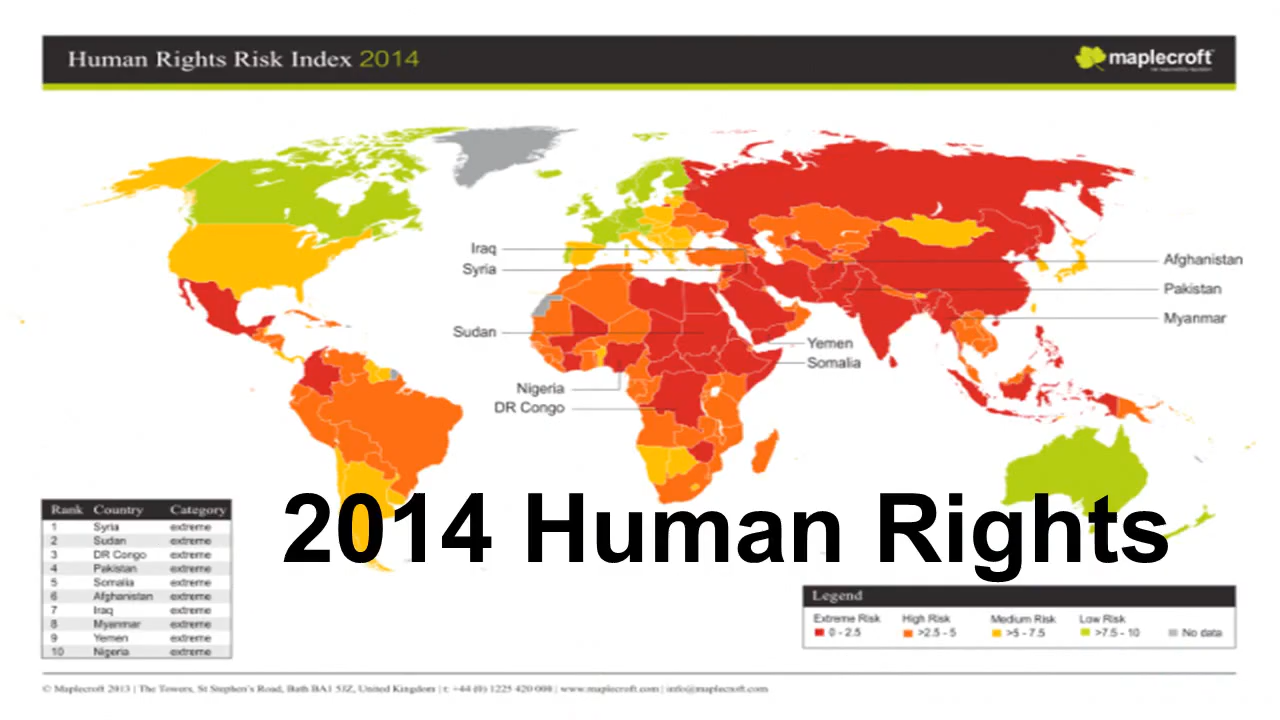 Human Rights Risk Index 2014
maplecroft
Iraq
Syria
Sudan
Nigeria
DR Congo
Yemen
Somalia
Afghanistan
Pakistan
Myanmar
2014 Human Rights
Rank Country Category
1 Syria extreme
2 Sudan extreme
3 DR Congo extreme
4 Pakistan extreme
5 Somalia extreme
6 Afghanistan extreme
7 Iraq extreme
8 Myanmar extreme
9 Yemen extreme
10 Nigeria extreme
Legend
Extreme Risk High Risk Medium Risk Low Risk
0 - 2.5 >2.5 - 5 >5 - 7.5 >7.5 - 10 No data
© Maplecroft 2013 | The Towers, St Stephen's Road, Bath BA1 5JZ, United Kingdom | t: +44 (0) 1225 420 000 | www.maplecroft.com | info@maplecroft.com